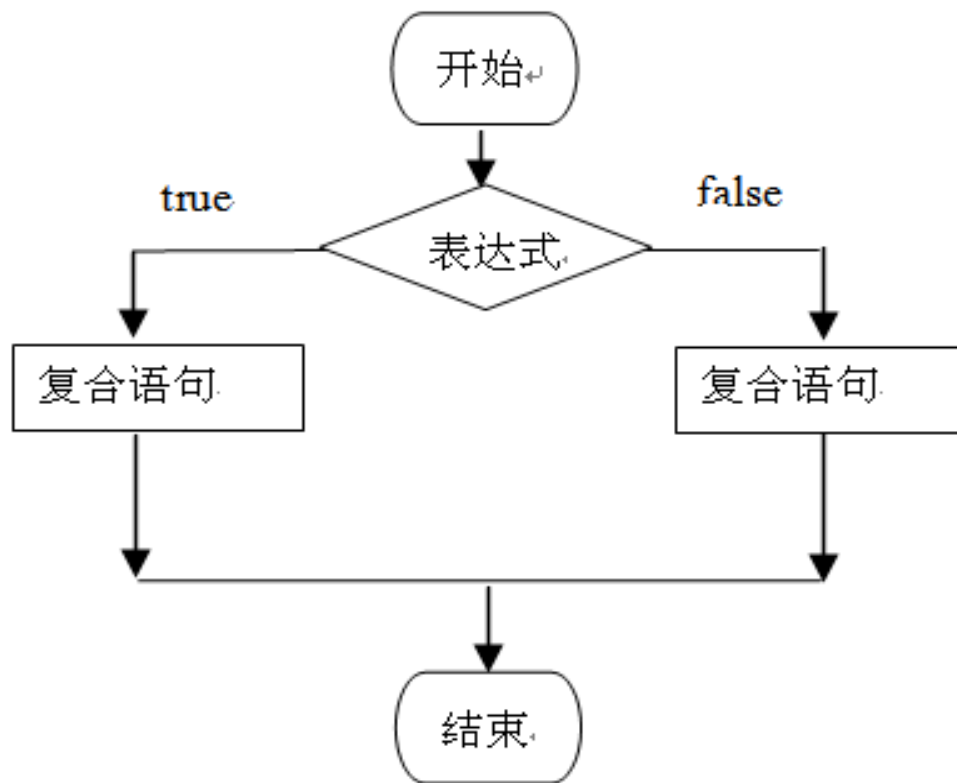 开始
true
false
表达式
复合语句
复合语句
结束